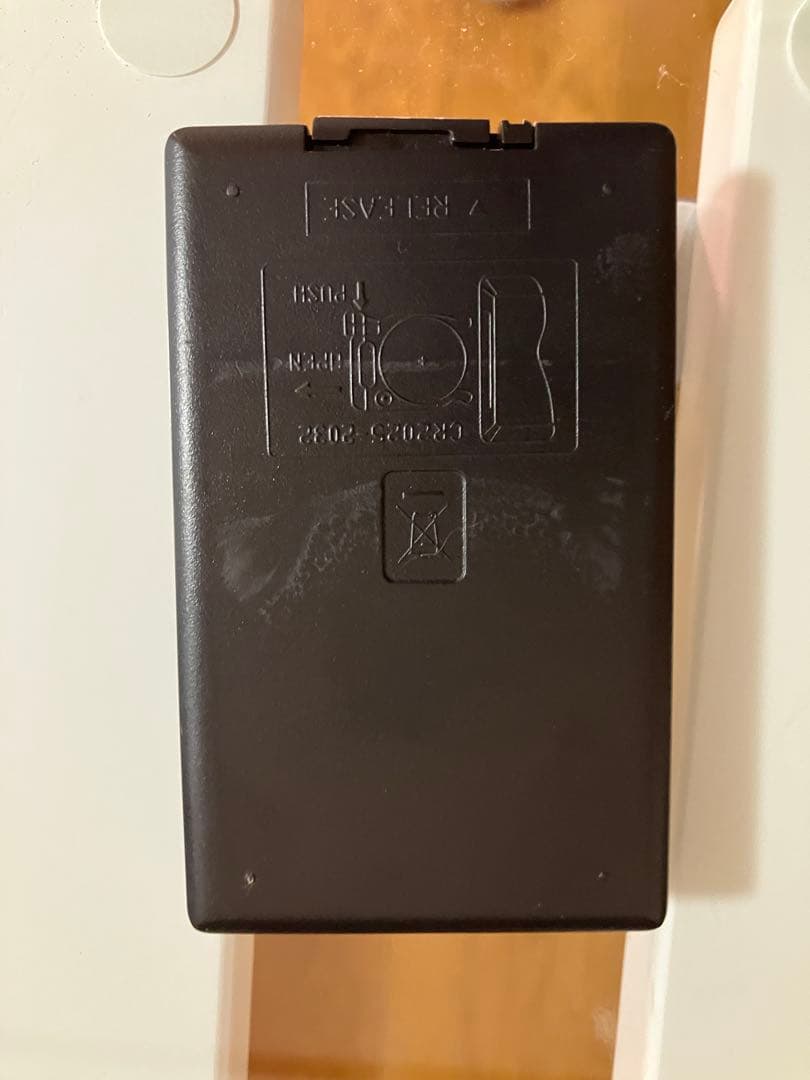 CR2025-2032
OPEN
PUSH
RELEASE